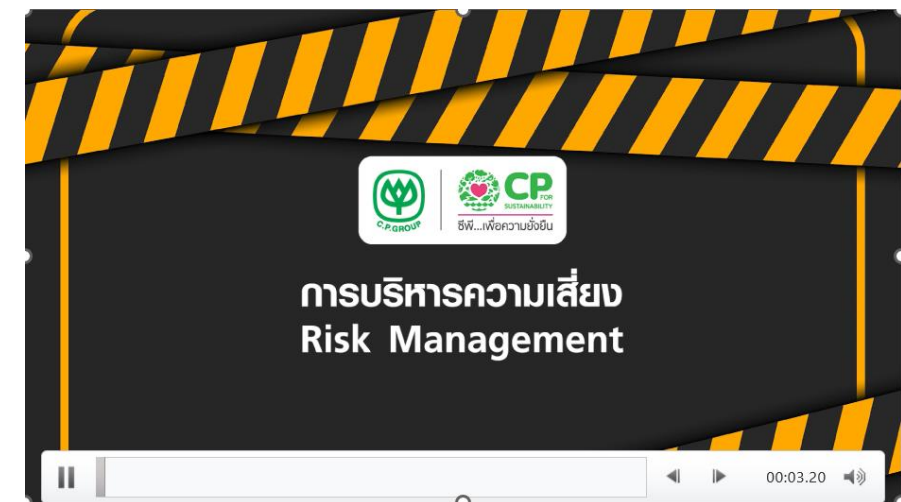 C.P.GROUP
CP
FOR
SUSTAINABILITY
ซีพี...เพื่อความยั่งยืน
การบริหารความเสี่ยง
Risk Management
00:03.20